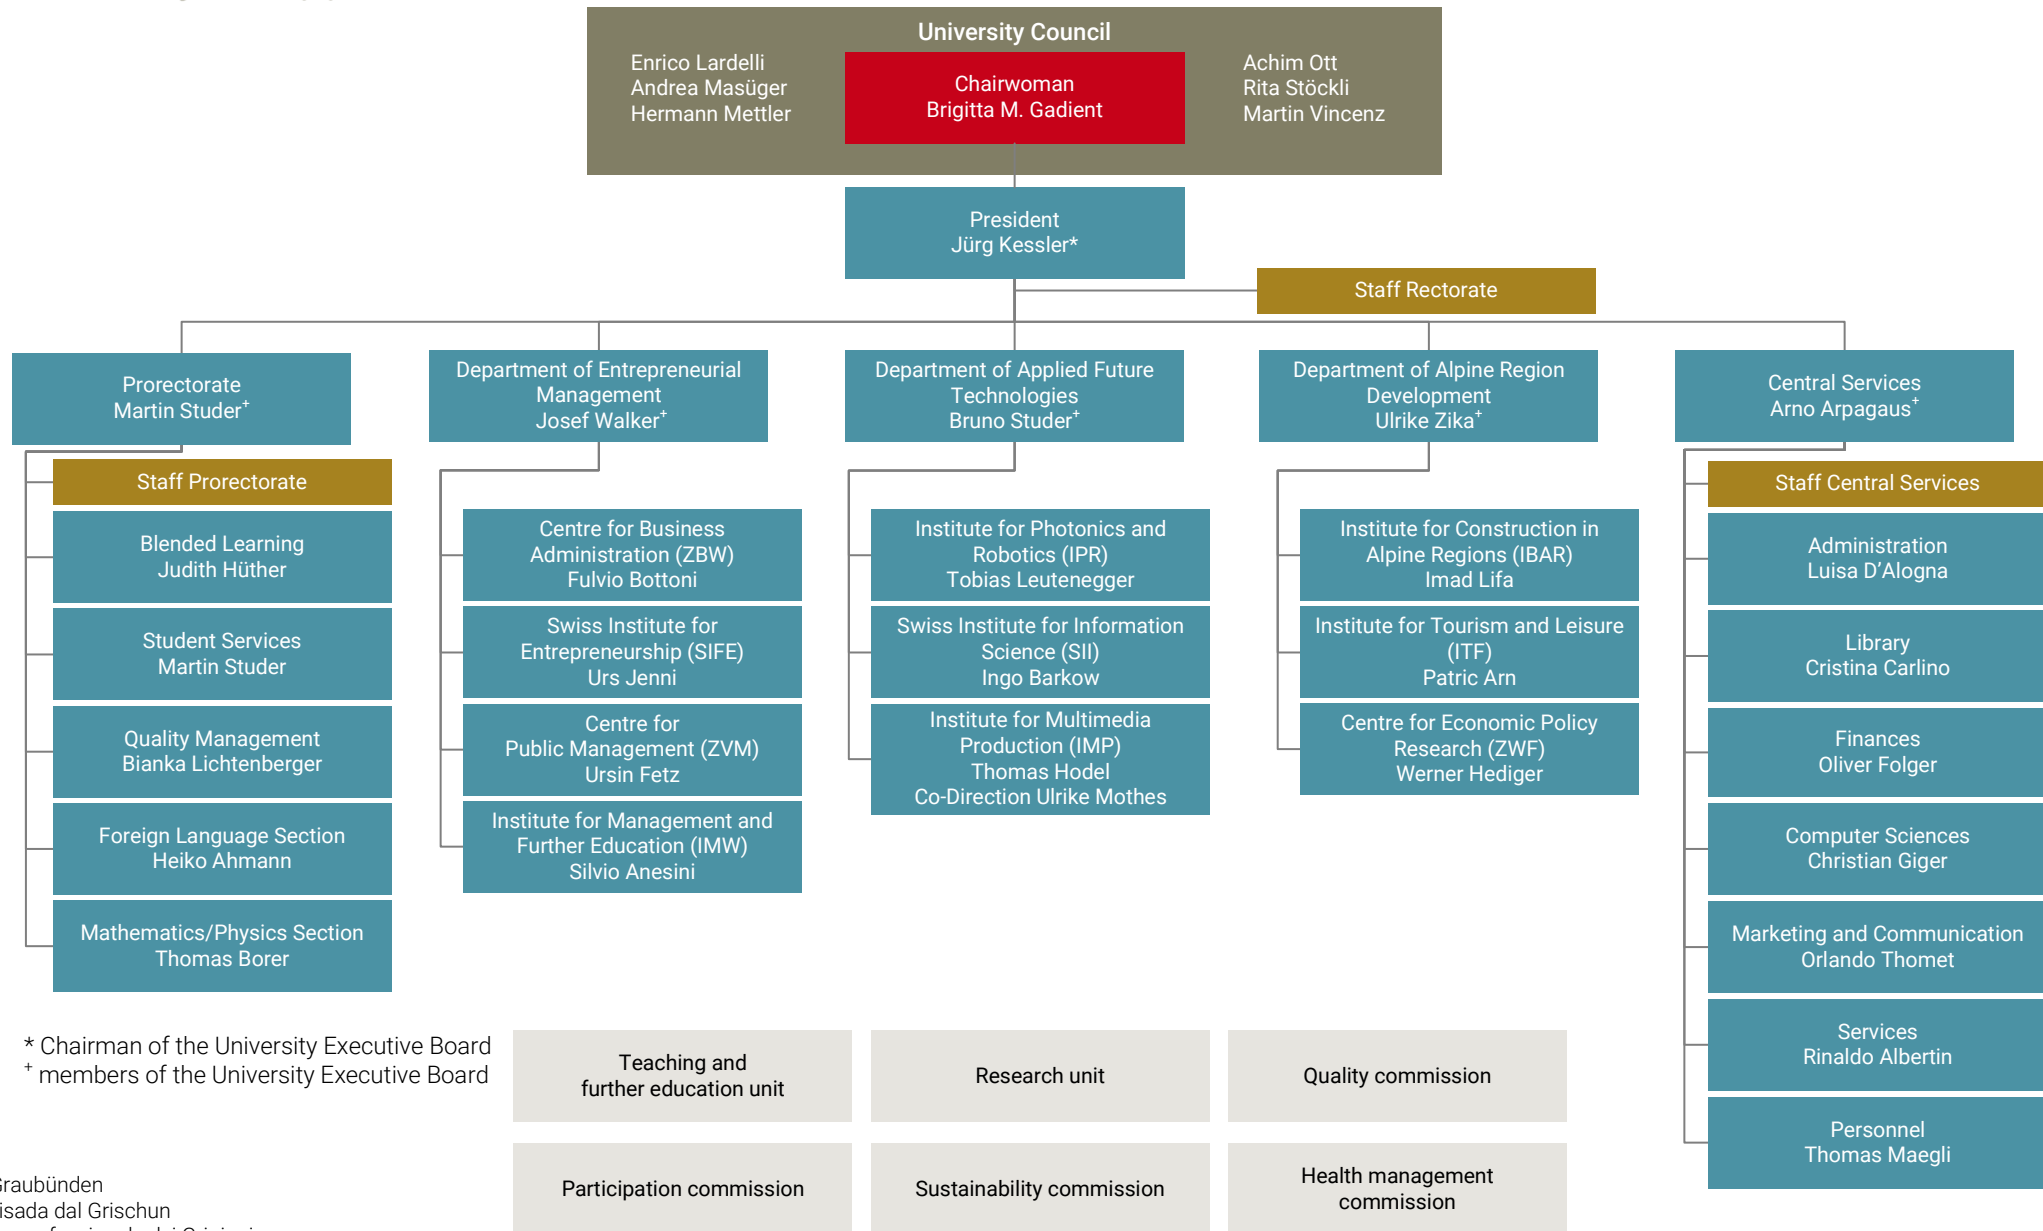 University Council
Enrico Lardelli
Andrea Masüger
Hermann Mettler
Chairwoman
Brigitta M. Gadient
Achim Ott
Rita Stöckli
Martin Vincenz
President
Jürg Kessler*
Staff Rectorate
Prorectorate
Martin Studer+
Department of Entrepreneurial
Management
Josef Walker+
Department of Applied Future
Technologies
Bruno Studer+
Department of Alpine Region
Development
Ulrike Zika+
Central Services
Arno Arpagaus+
Staff Prorectorate
Blended Learning
Judith Hüther
Student Services
Martin Studer
Quality Management
Bianka Lichtenberger
Foreign Language Section
Heiko Ahmann
Mathematics/Physics Section
Thomas Borer
Centre for Business
Administration (ZBW)
Fulvio Bottoni
Swiss Institute for
Entrepreneurship (SIFE)
Urs Jenni
Centre for
Public Management (ZVM)
Ursin Fetz
Institute for Management and
Further Education (IMW)
Silvio Anesini
Institute for Photonics and
Robotics (IPR)
Tobias Leutenegger
Swiss Institute for Information
Science (SII)
Ingo Barkow
Institute for Multimedia
Production (IMP)
Thomas Hodel
Co-Direction Ulrike Mothes
Institute for Construction in
Alpine Regions (IBAR)
Imad Lifa
Institute for Tourism and Leisure
(ITF)
Patric Arn
Centre for Economic Policy
Research (ZWF)
Werner Hediger
Staff Central Services
Administration
Luisa D’Alogna
Library
Cristina Carlino
Finances
Oliver Folger
Computer Sciences
Christian Giger
Marketing and Communication
Orlando Thomet
Services
Rinaldo Albertin
Personnel
Thomas Maegli
* Chairman of the University Executive Board
+ members of the University Executive Board
Teaching and
further education unit
Research unit
Quality commission
Participation commission
Sustainability commission
Health management
commission
Graubünden
dal Grischun